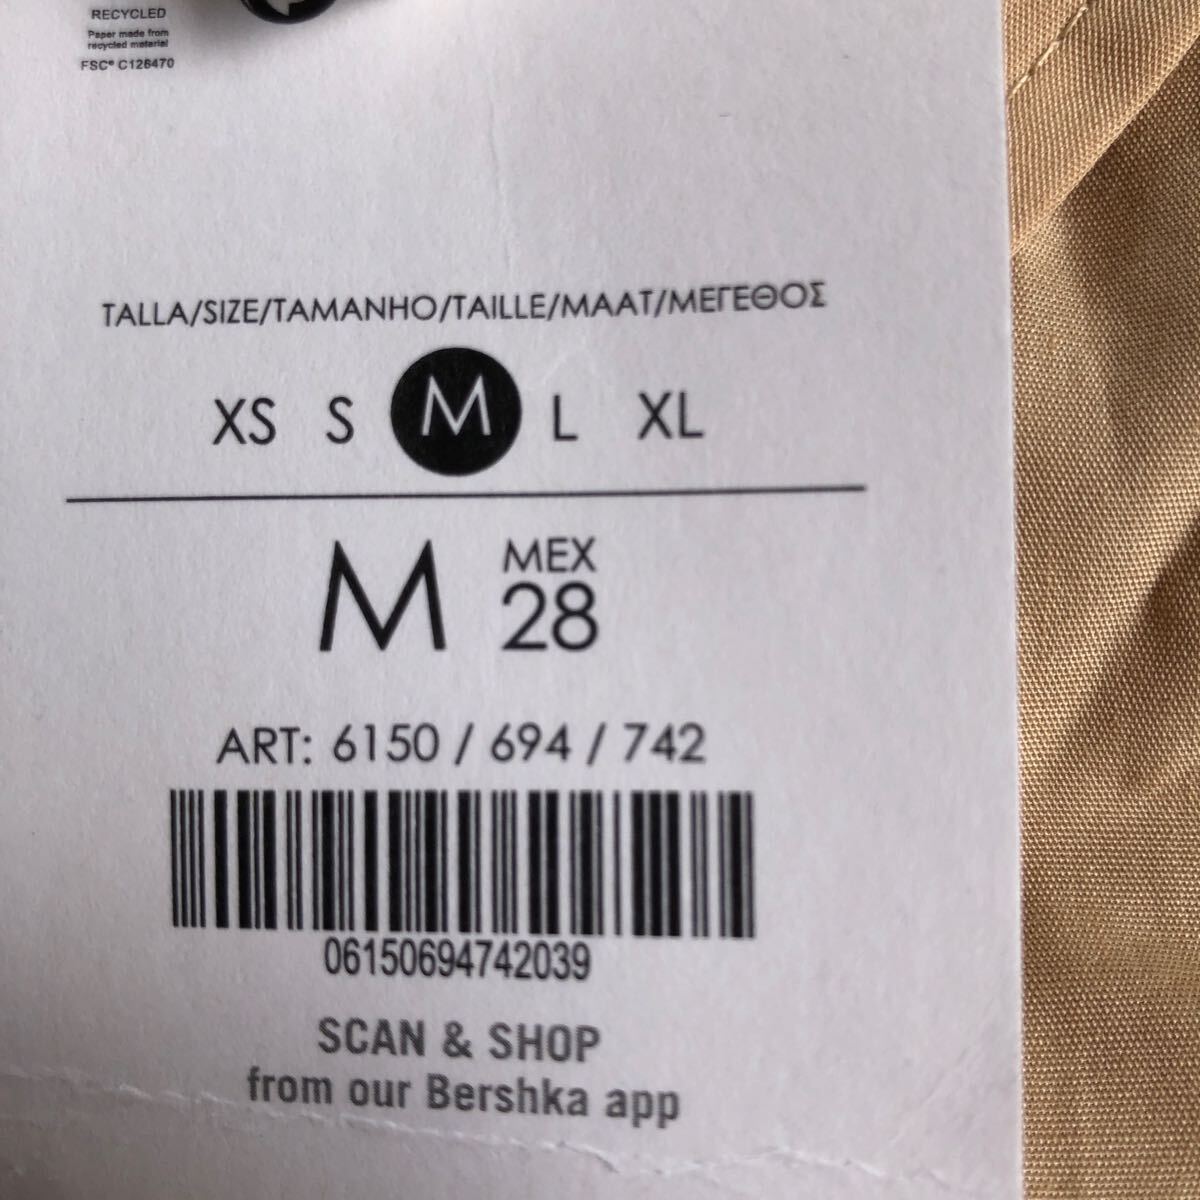 RECYCLED
Paper made from
recycled material
FSC® C126470
TALLA/SIZE/TAMANHO/TAILLE/MAAT/ΜΕΓΕΘΟΣ
XS S M L XL
M MEX 28
ART: 6150 / 694 / 742
06150694742039
SCAN & SHOP
from our Bershka app